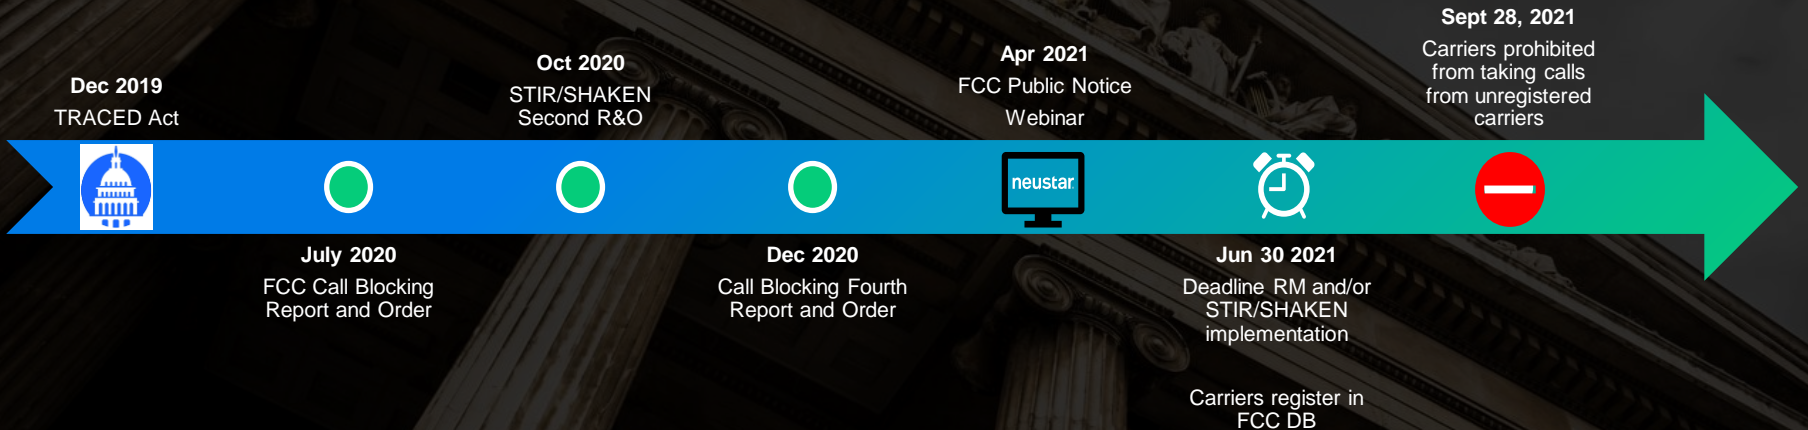 Dec 2019
TRACED Act
July 2020
FCC Call Blocking
Report and Order
Oct 2020
STIR/SHAKEN
Second R&O
Dec 2020
Call Blocking Fourth
Report and Order
Apr 2021
FCC Public Notice
Webinar
neustar
Jun 30 2021
Deadline RM and/or
STIR/SHAKEN
implementation
Carriers register in
FCC DB
Sept 28, 2021
Carriers prohibited
from taking calls
from unregistered
carriers